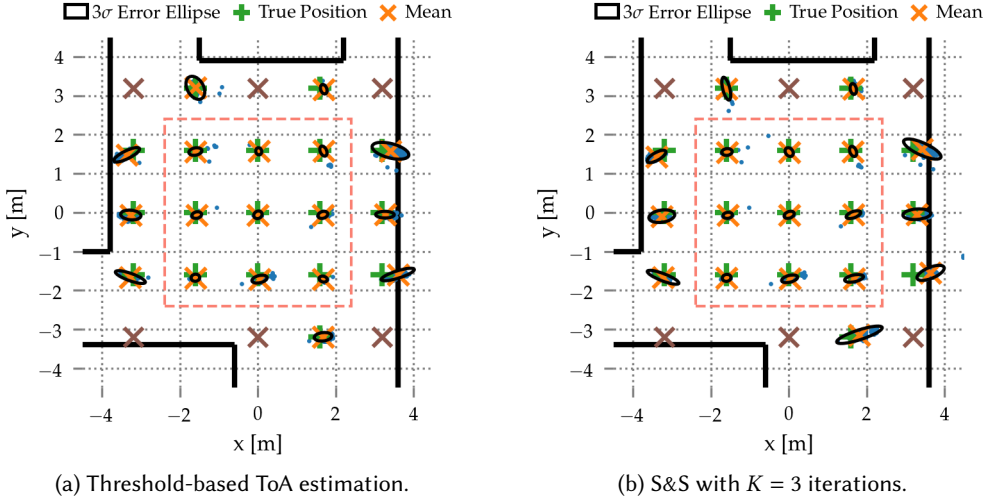 3σ Error Ellipse True Position Mean
4
3
2
1
0
−1
−2
−3
−4
y [m]
−4 −2 0 2 4
x [m]
(a) Threshold-based ToA estimation.
3σ Error Ellipse True Position Mean
4
3
2
1
0
−1
−2
−3
−4
y [m]
−4 −2 0 2 4
x [m]
(b) S&S with K = 3 iterations.